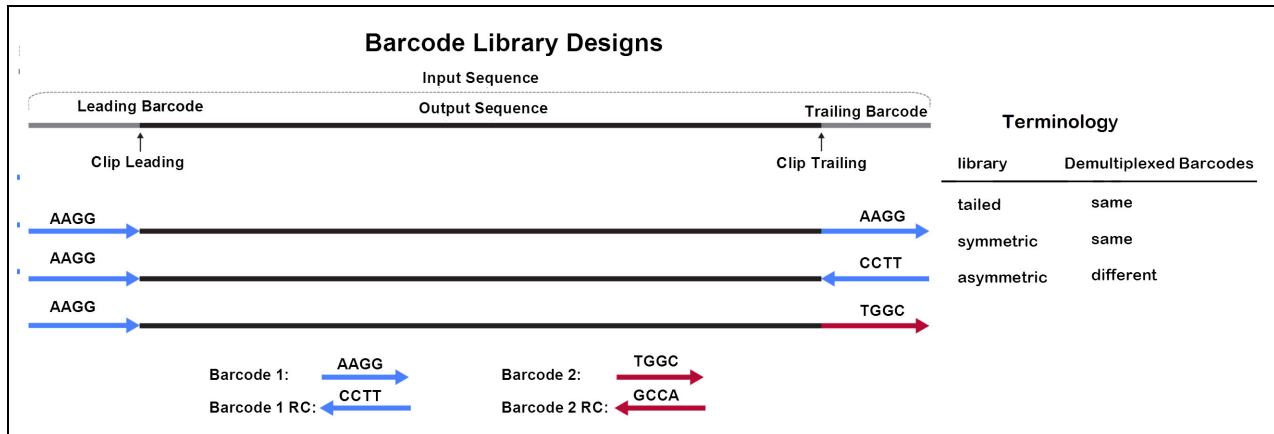 Barcode Library Designs
Input Sequence
Leading Barcode Output Sequence Trailing Barcode
Clip Leading Clip Trailing
Terminology
library Demultiplexed Barcodes
tailed same
symmetric same
asymmetric different
AAGG AAGG
AAGG CCTT
AAGG TGGC
Barcode 1: AAGG Barcode 2: TGGC
Barcode 1 RC: CCTT Barcode 2 RC: GCCA